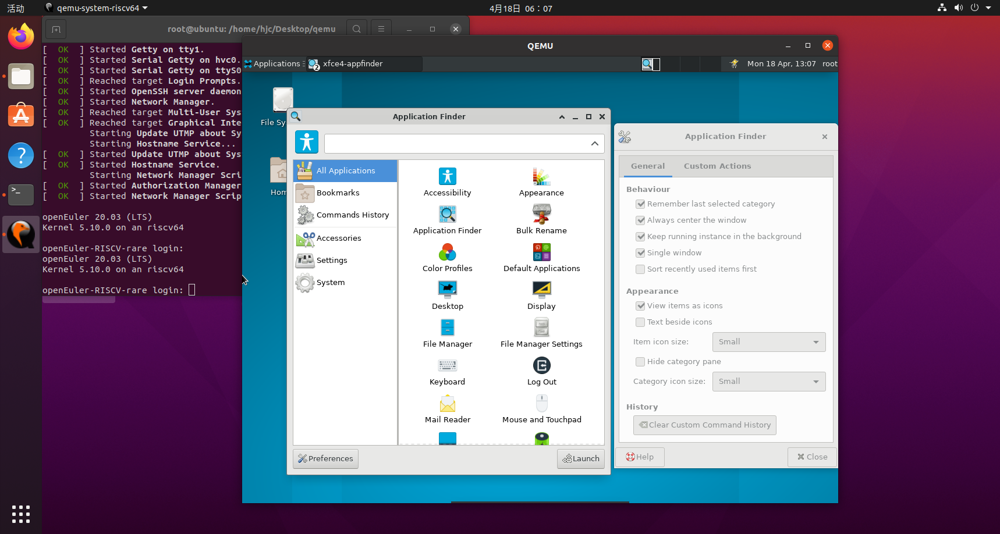 活动
qemu-system-riscv64
4月18日 06：07
root@ubuntu: /home/hjc/Desktop/qemu
[  OK  ] Started Getty on tty1.
[  OK  ] Started Serial Getty on hvc0.
[  OK  ] Started Serial Getty on ttyS0
[  OK  ] Reached target Login Prompts.
[  OK  ] Started OpenSSH server daemon
[  OK  ] Started Network Manager.
[  OK  ] Reached target Multi-User Sys
[  OK  ] Reached target Graphical Inte
Starting Update UTMP about Sy
Starting Hostname Service...
[  OK  ] Started Update UTMP about Sys
[  OK  ] Started Hostname Service.
Starting Network Manager Scri
[  OK  ] Started Authorization Manager
[  OK  ] Started Network Manager Scrip
openEuler 20.03 (LTS)
Kernel 5.10.0 on an riscv64
openEuler-RISCV-rare login:
openEuler 20.03 (LTS)
Kernel 5.10.0 on an riscv64
openEuler-RISCV-rare login:
QEMU
Applications
2
xfce4-appfinder
Mon 18 Apr, 13:07
root
File Sy
Hom
Application Finder
All Applications
Bookmarks
Commands History
Accessories
Settings
System
Accessibility
Appearance
Application Finder
Bulk Rename
Color Profiles
Default Applications
Desktop
Display
File Manager
File Manager Settings
Keyboard
Log Out
Mail Reader
Mouse and Touchpad
Preferences
Launch
Application Finder
General
Custom Actions
Behaviour
Remember last selected category
Always center the window
Keep running instance in the background
Single window
Sort recently used items first
Appearance
View items as icons
Text beside icons
Item icon size:
Small
Hide category pane
Category icon size:
Small
History
Clear Custom Command History
Help
Close